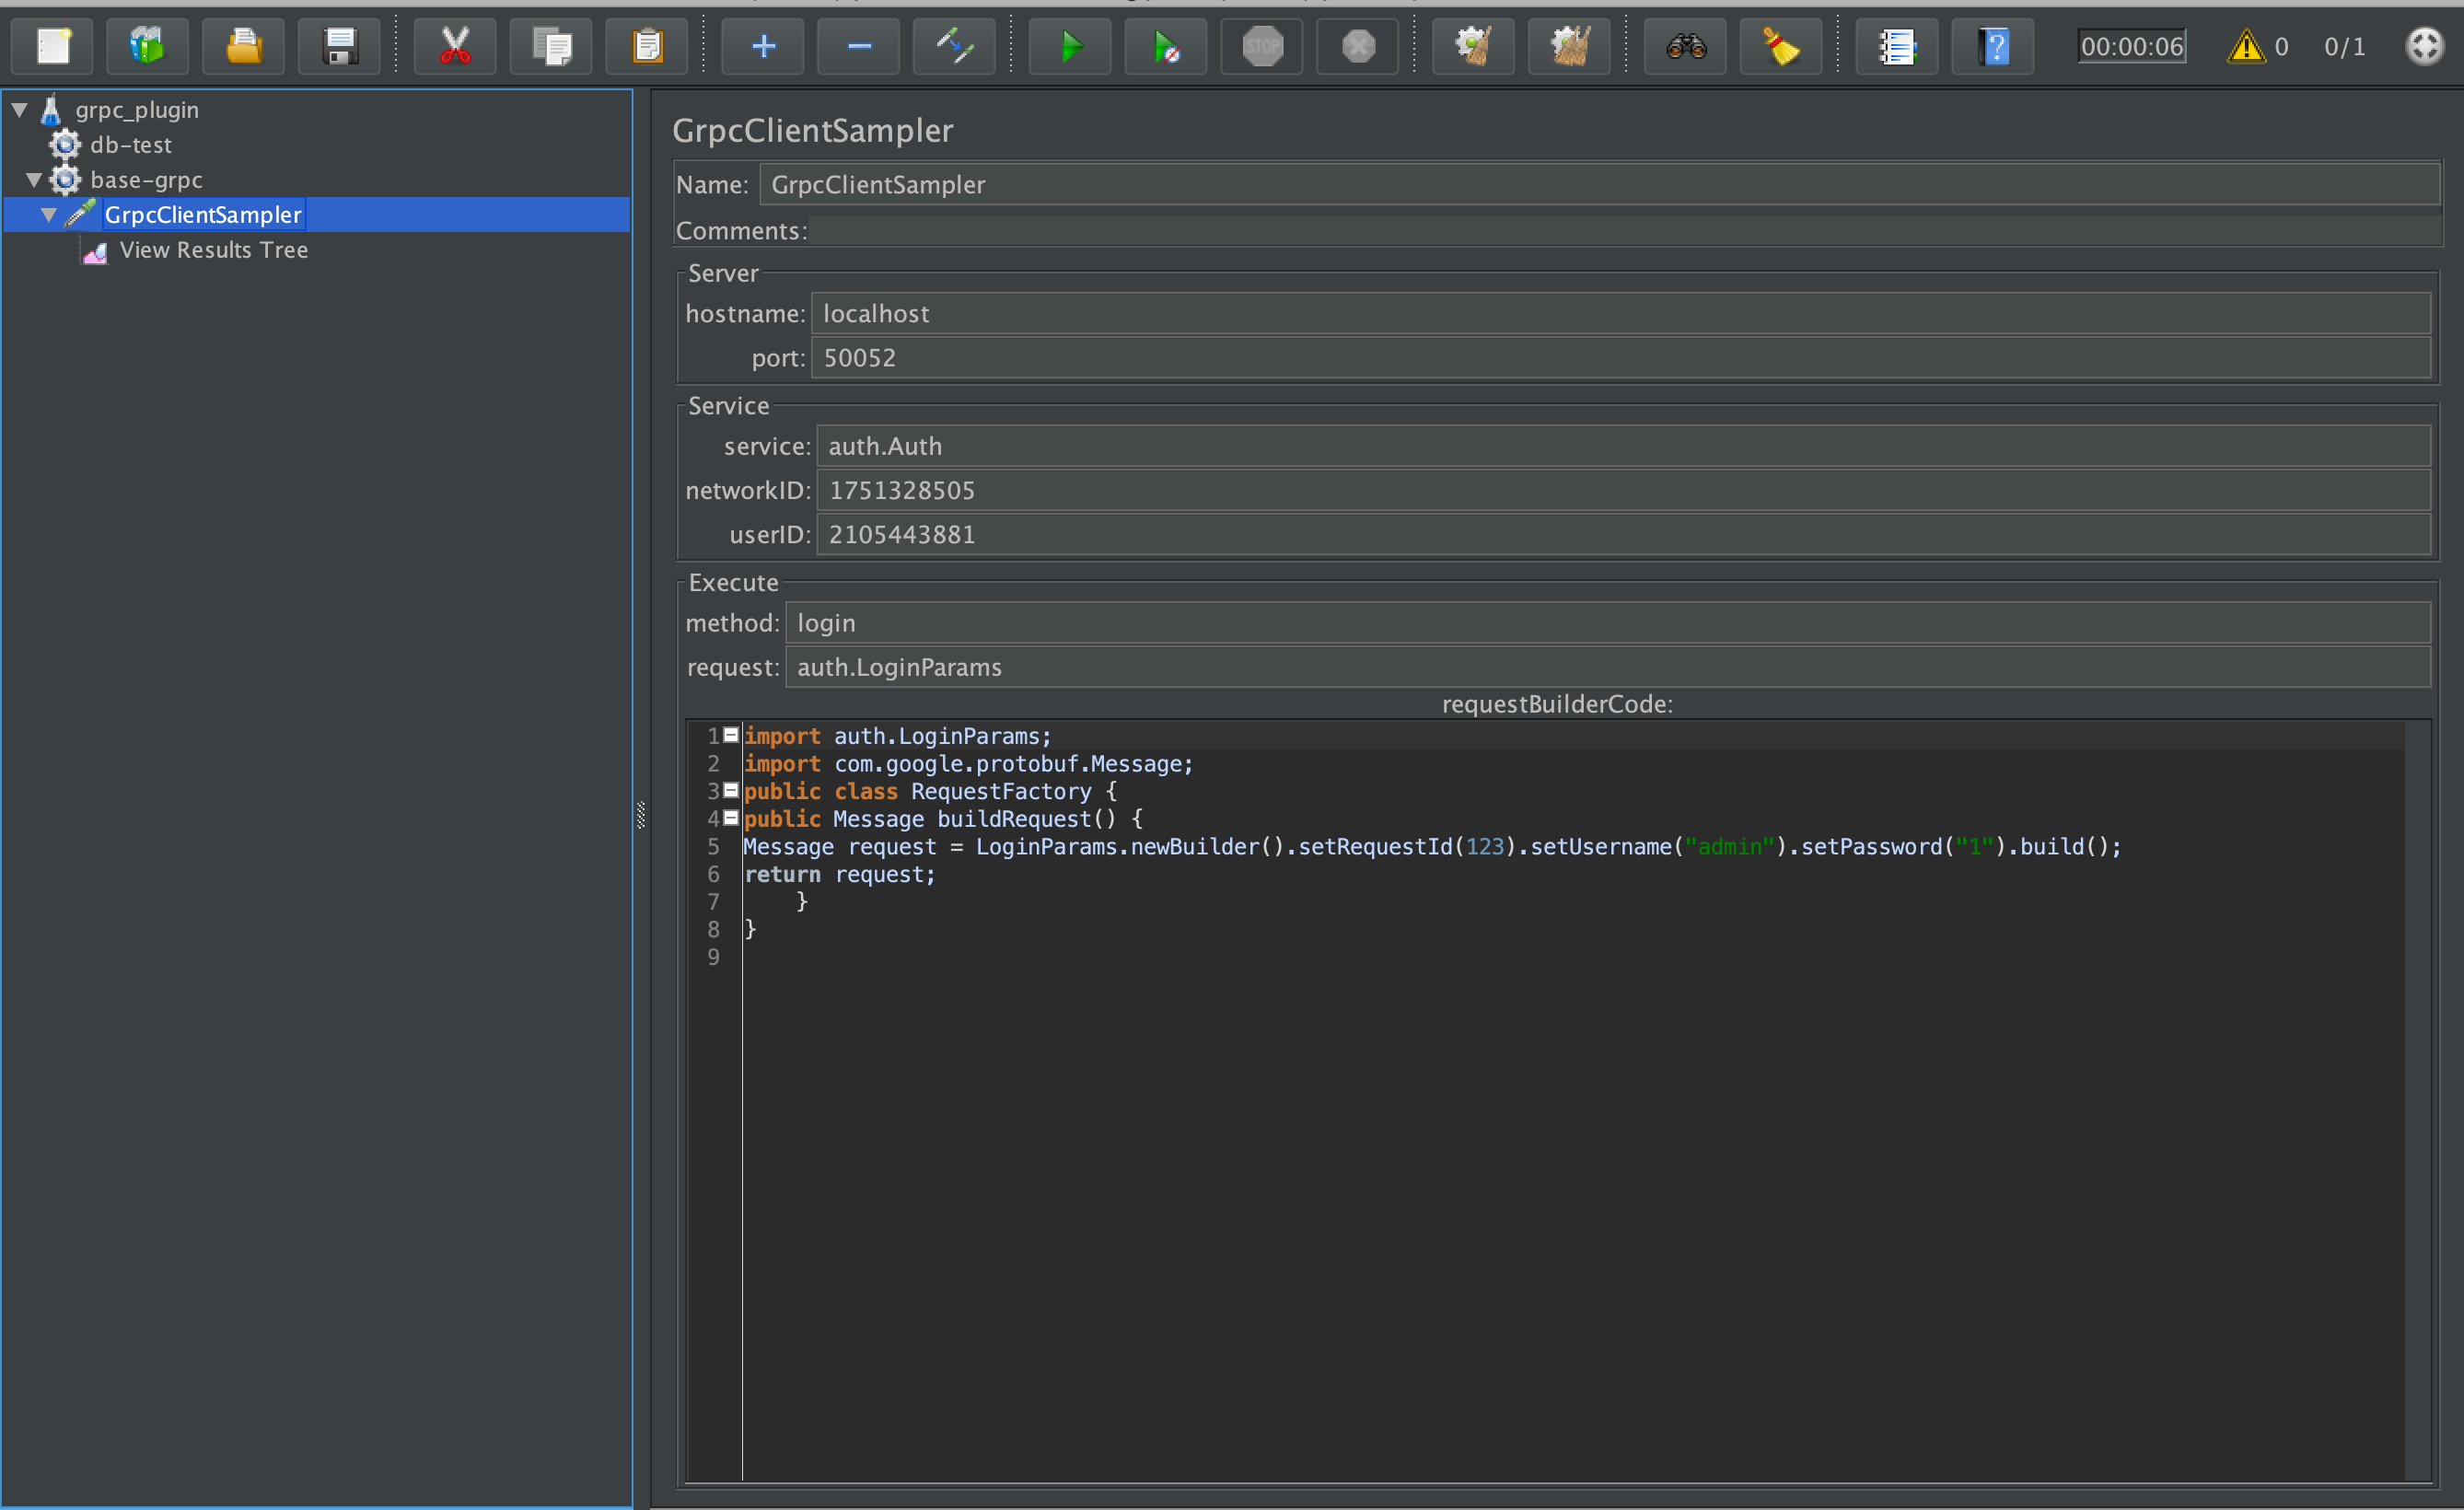 STOP
00:00:06 0 0/1
grpc_plugin
db-test
base-grpc
GrpcClientSampler
View Results Tree
GrpcClientSampler
Name: GrpcClientSampler
Comments:
Server
hostname: localhost
port: 50052
Service
service: auth.Auth
networkID: 1751328505
userID: 2105443881
Execute
method: login
request: auth.LoginParams
requestBuilderCode:
1 import auth.LoginParams;
2 import com.google.protobuf.Message;
3 public class RequestFactory {
4 public Message buildRequest() {
5 Message request = LoginParams.newBuilder().setRequestId(123).setUsername("admin").setPassword("1").build();
6 return request;
7 }
8 }
9